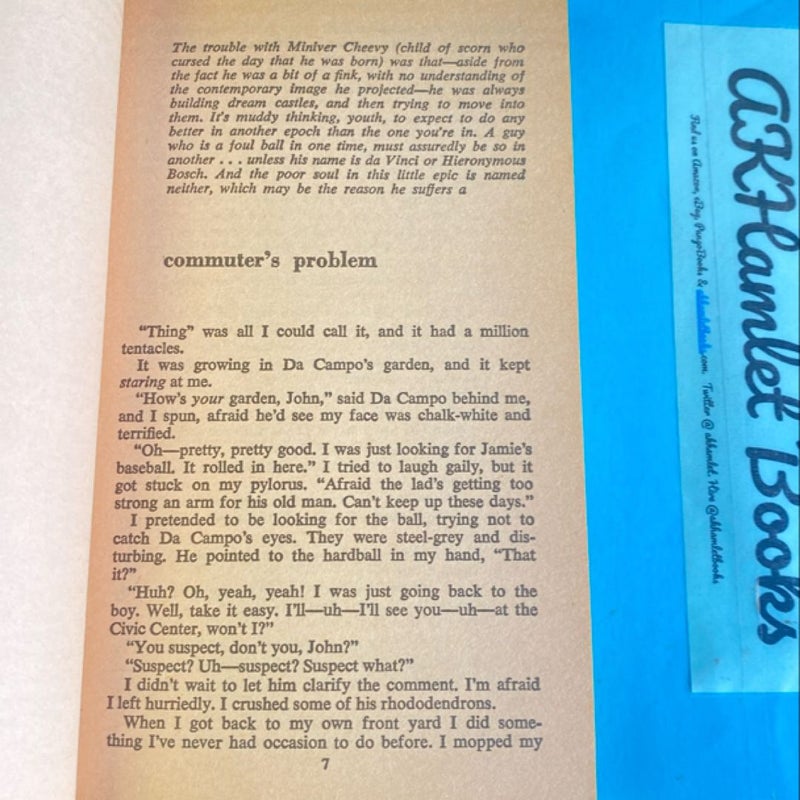 The trouble with Miniver Cheevy (child of scorn who
cursed the day that he was born) was that—aside from
the fact he was a bit of a fink, with no understanding of
the contemporary image he projected—he was always
building dream castles, and then trying to move into
them. It's muddy thinking, youth, to expect to do any
better in another epoch than the one you're in. A guy
who is a foul ball in one time, must assuredly be so in
another . . . unless his name is da Vinci or Hieronymous
Bosch. And the poor soul in this little epic is named
neither, which may be the reason he suffers a
commuter's problem
"Thing" was all I could call it, and it had a million
tentacles.
It was growing in Da Campo's garden, and it kept
staring at me.
"How's your garden, John," said Da Campo behind me,
and I spun, afraid he'd see my face was chalk-white and
terrified.
"Oh—pretty, pretty good. I was just looking for Jamie's
baseball. It rolled in here." I tried to laugh gaily, but it
got stuck on my pylorus. "Afraid the lad's getting too
strong an arm for his old man. Can't keep up these days."
I pretended to be looking for the ball, trying not to
catch Da Campo's eyes. They were steel-grey and dis-
turbing. He pointed to the hardball in my hand, "That
it?"
"Huh? Oh, yeah, yeah! I was just going back to the
boy. Well, take it easy. I'll—uh—I'll see you—uh—at the
Civic Center, won't I?"
"You suspect, don't you, John?"
"Suspect? Uh—suspect? Suspect what?"
I didn't wait to let him clarify the comment. I'm afraid
I left hurriedly. I crushed some of his rhododendrons.
When I got back to my own front yard I did some-
thing I've never had occasion to do before. I mopped my
7
AKHamlet Books
Find us on Amazon, eBay, PangoBooks & akhamletbooks.com. Twitter @akhamlet, Hive @akhamletbooks